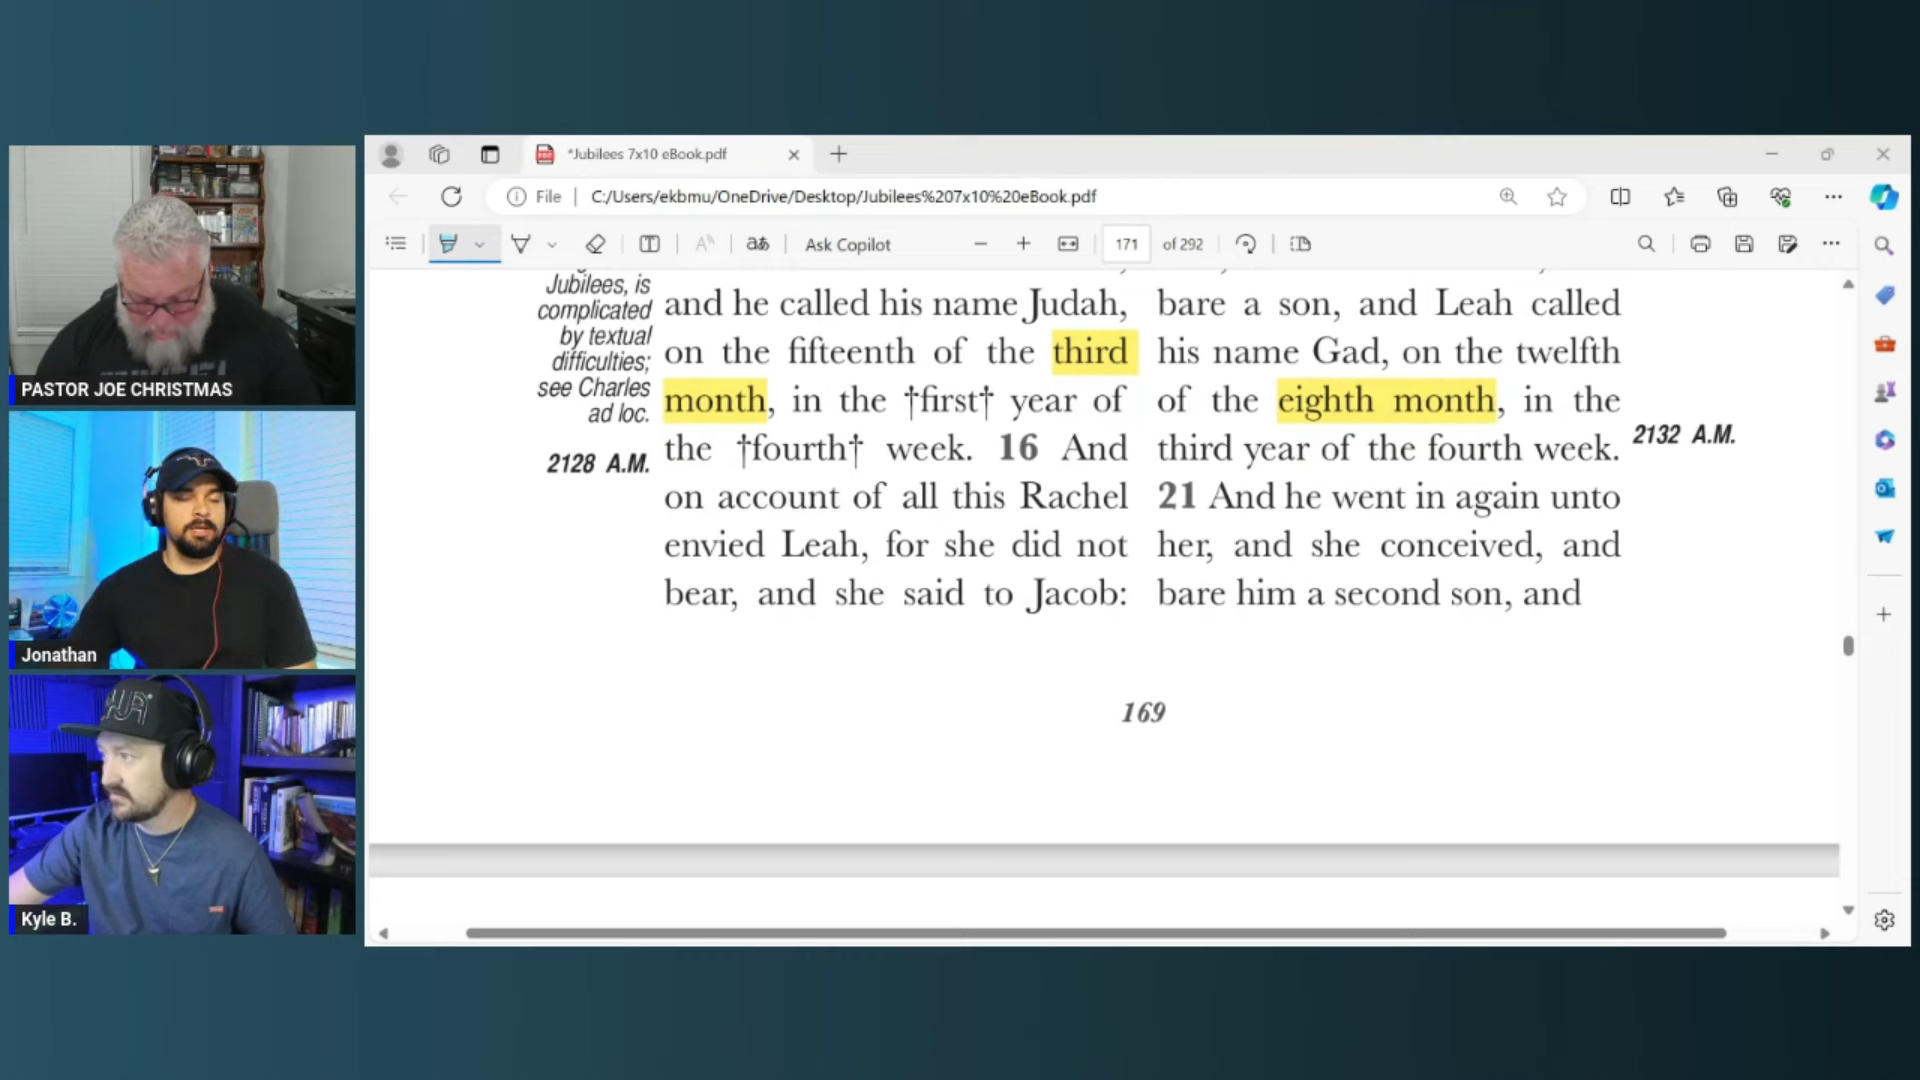 PASTOR JOE CHRISTMAS
Jonathan
Kyle B.
*Jubilees 7x10 eBook.pdf
File
C:/Users/ekbmu/OneDrive/Desktop/Jubilees%207x10%20eBook.pdf
Ask Copilot
171
of 292
Jubilees, is
complicated
by textual
difficulties;
see Charles
ad loc.
2128 A.M.
and he called his name Judah,
on the fifteenth of the third
month, in the †first† year of
the †fourth† week. 16 And
on account of all this Rachel
envied Leah, for she did not
bear, and she said to Jacob:
bare a son, and Leah called
his name Gad, on the twelfth
of the eighth month, in the
third year of the fourth week.
21 And he went in again unto
her, and she conceived, and
bare him a second son, and
2132 A.M.
169